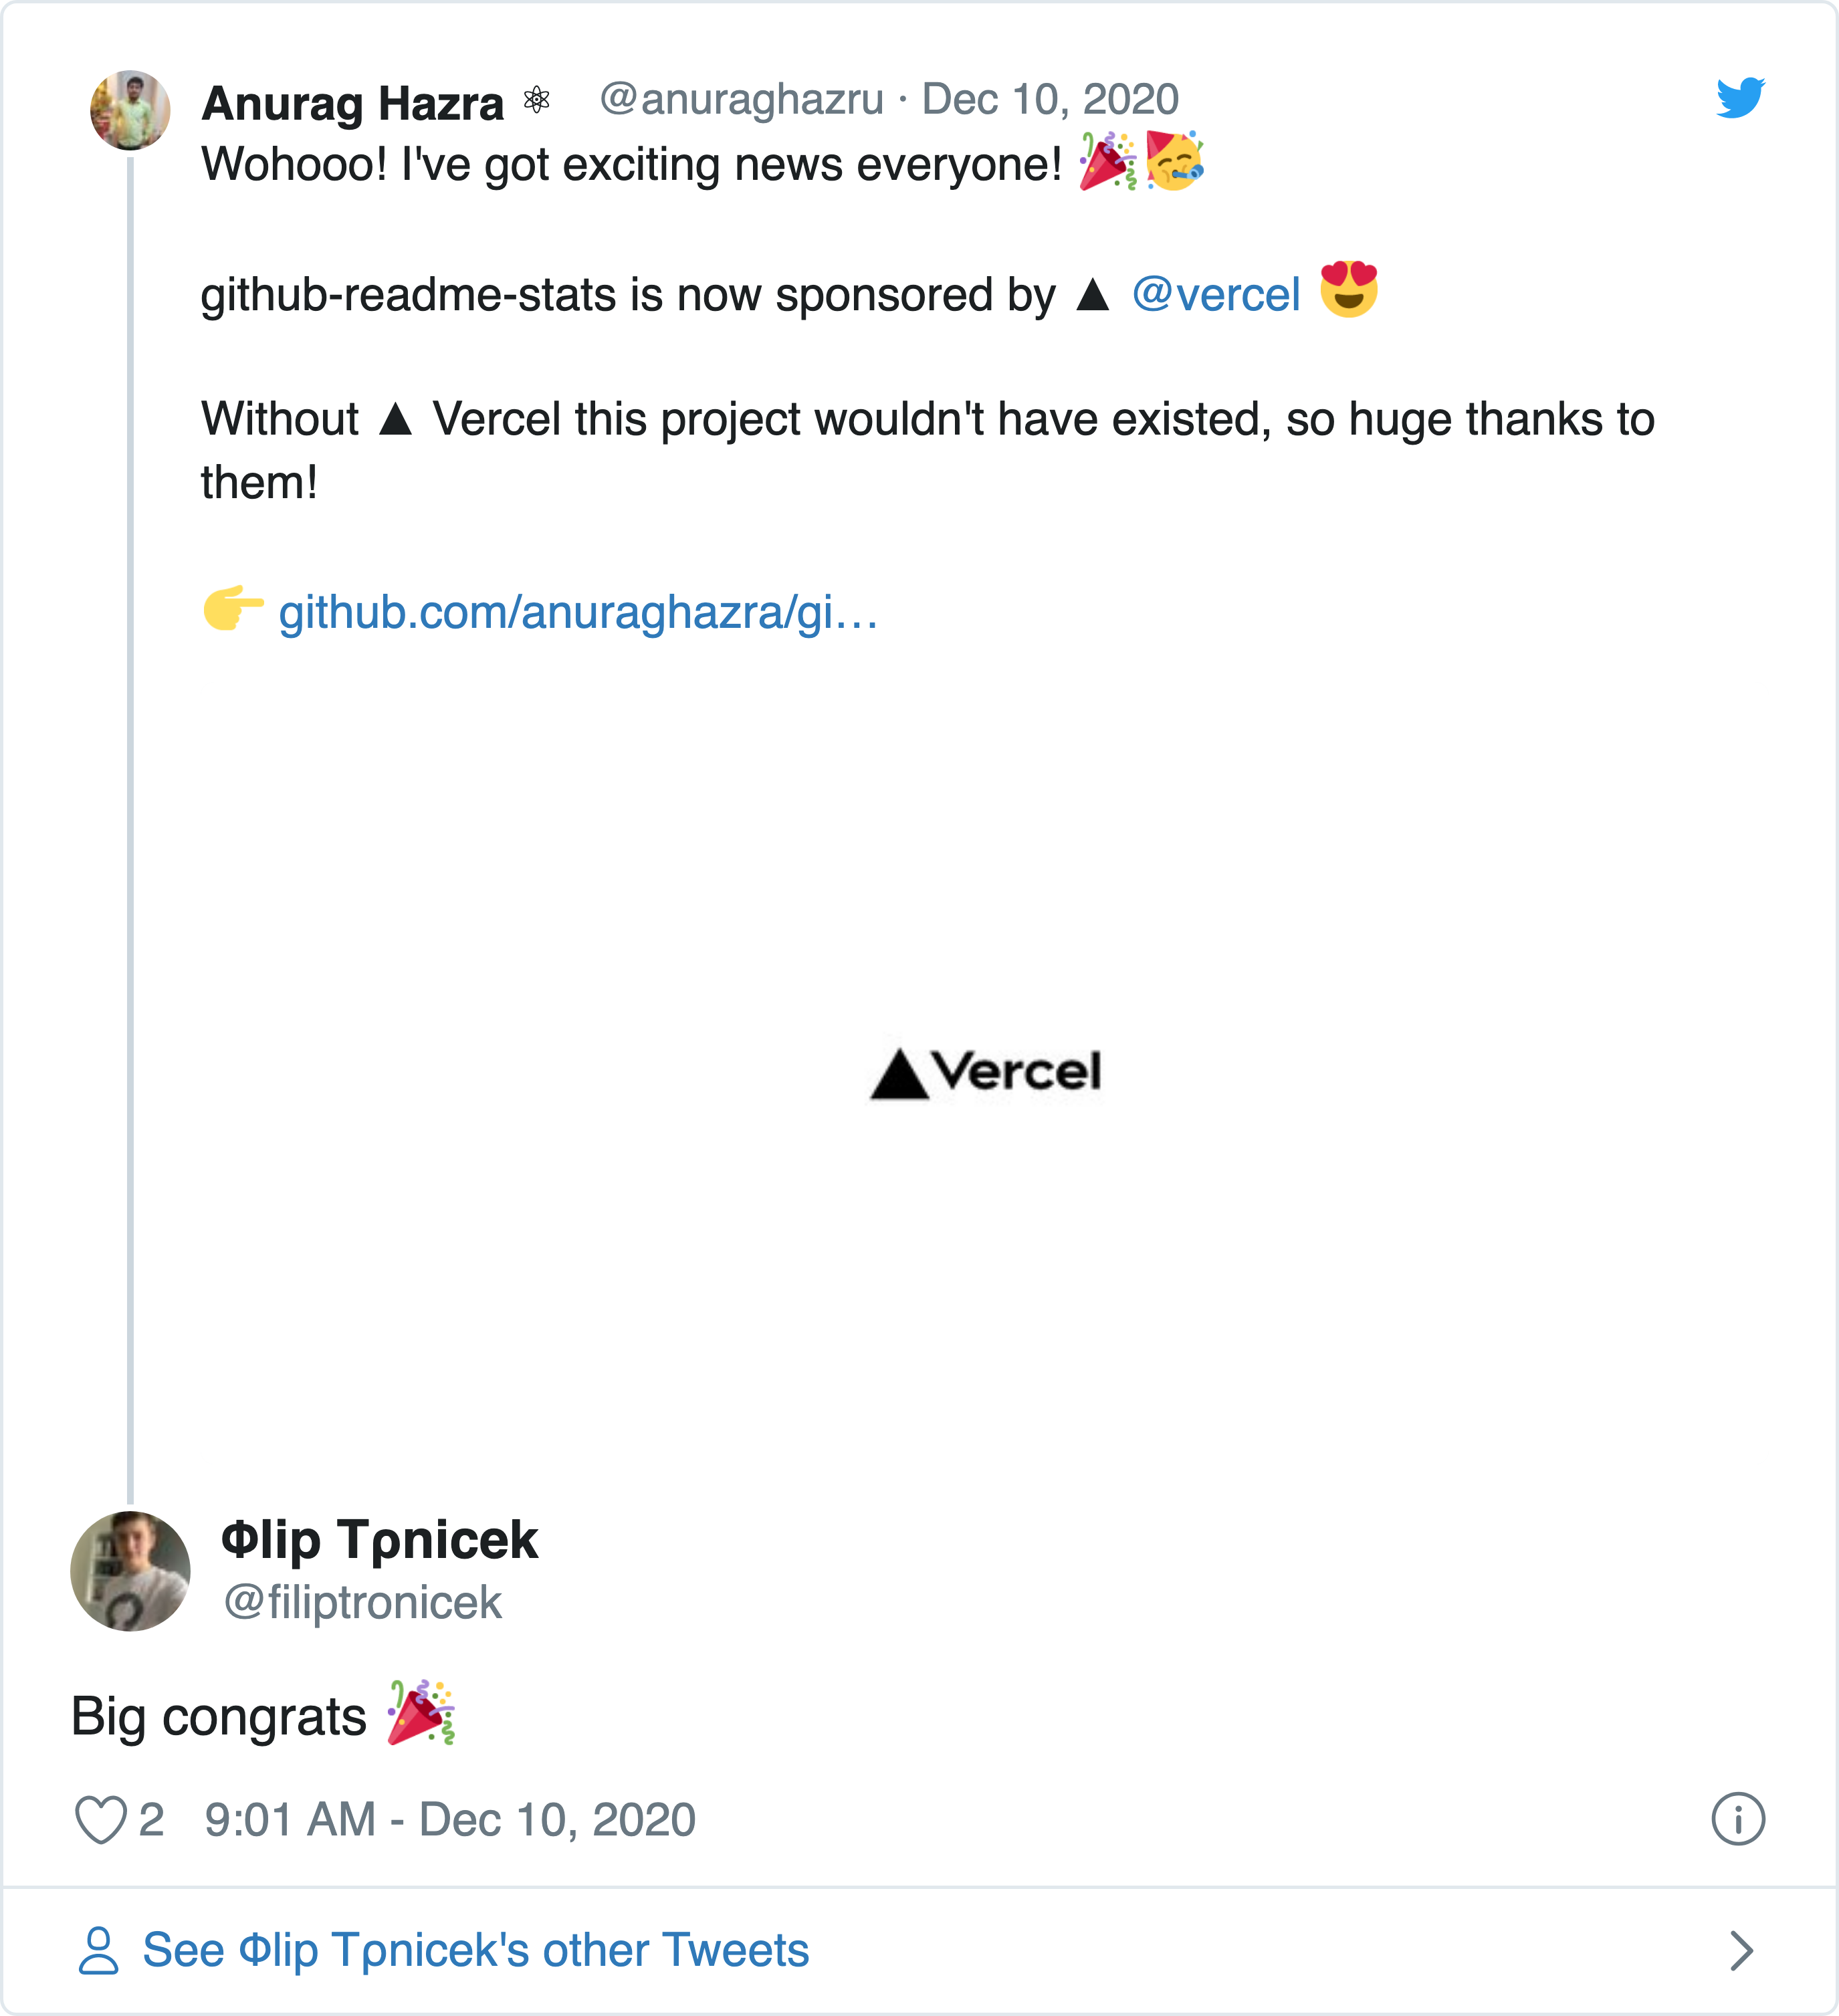 Anurag Hazra ⚛ @anuraghazru · Dec 10, 2020
Wohooo! I've got exciting news everyone! 🎉🥳
github-readme-stats is now sponsored by ▲ @vercel 😍
Without ▲ Vercel this project wouldn't have existed, so huge thanks to
them!
👉 github.com/anuraghazra/gi…
▲Vercel
Φlip Tρnicek
@filiptronicek
Big congrats 🎉
2 9:01 AM - Dec 10, 2020
See Φlip Tρnicek's other Tweets